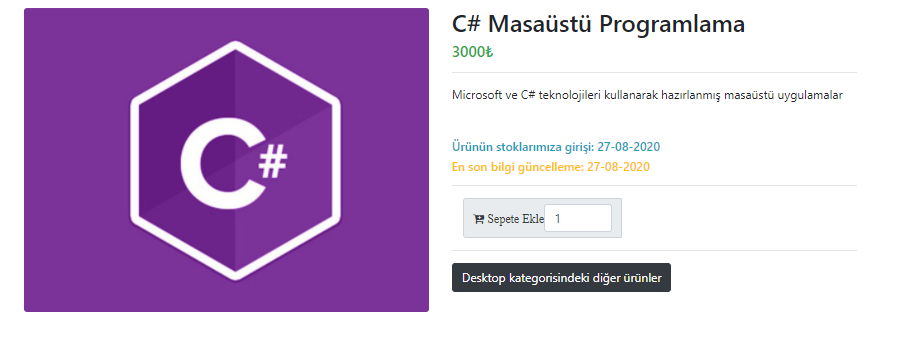 C#
C# Masaüstü Programlama
3000₺
Microsoft ve C# teknolojileri kullanarak hazırlanmış masaüstü uygulamalar
Ürünün stoklarımıza girişi: 27-08-2020
En son bilgi güncelleme: 27-08-2020
Sepete Ekle 1
Desktop kategorisindeki diğer ürünler